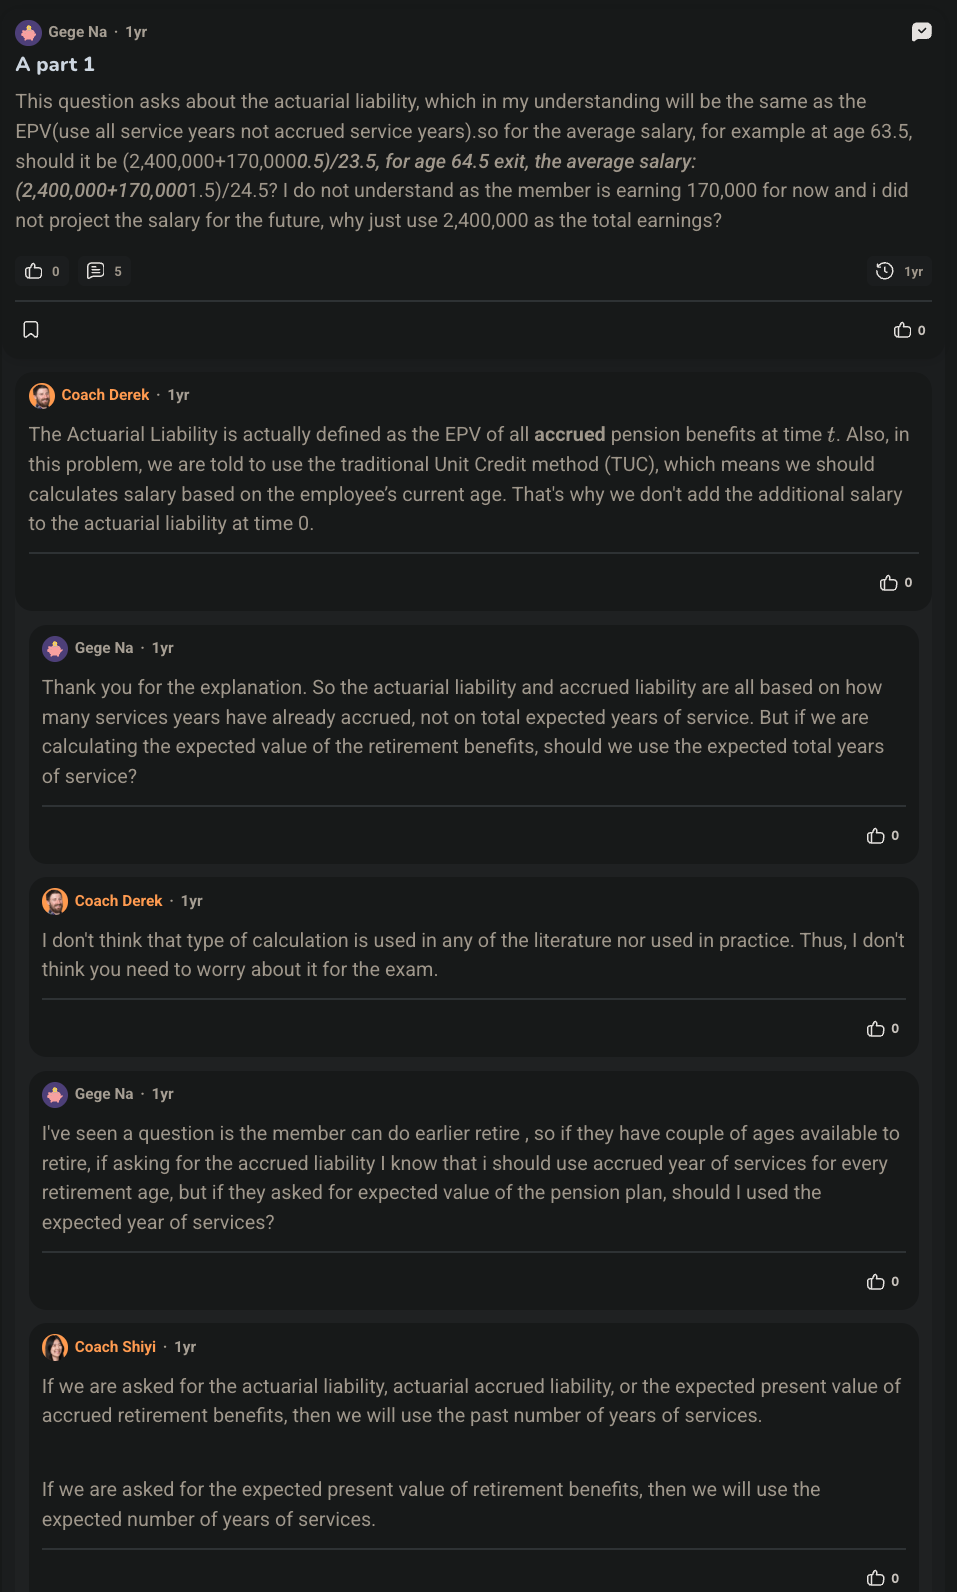 Gege Na · 1yr
A part 1
This question asks about the actuarial liability, which in my understanding will be the same as the
EPV(use all service years not accrued service years).so for the average salary, for example at age 63.5,
should it be (2,400,000+170,0000.5)/23.5, for age 64.5 exit, the average salary:
(2,400,000+170,0001.5)/24.5? I do not understand as the member is earning 170,000 for now and i did
not project the salary for the future, why just use 2,400,000 as the total earnings?
0 5 1yr
0
Coach Derek · 1yr
The Actuarial Liability is actually defined as the EPV of all accrued pension benefits at time t. Also, in
this problem, we are told to use the traditional Unit Credit method (TUC), which means we should
calculates salary based on the employee’s current age. That's why we don't add the additional salary
to the actuarial liability at time 0.
0
Gege Na · 1yr
Thank you for the explanation. So the actuarial liability and accrued liability are all based on how
many services years have already accrued, not on total expected years of service. But if we are
calculating the expected value of the retirement benefits, should we use the expected total years
of service?
0
Coach Derek · 1yr
I don't think that type of calculation is used in any of the literature nor used in practice. Thus, I don't
think you need to worry about it for the exam.
0
Gege Na · 1yr
I've seen a question is the member can do earlier retire , so if they have couple of ages available to
retire, if asking for the accrued liability I know that i should use accrued year of services for every
retirement age, but if they asked for expected value of the pension plan, should I used the
expected year of services?
0
Coach Shiyi · 1yr
If we are asked for the actuarial liability, actuarial accrued liability, or the expected present value of
accrued retirement benefits, then we will use the past number of years of services.
If we are asked for the expected present value of retirement benefits, then we will use the
expected number of years of services.
0